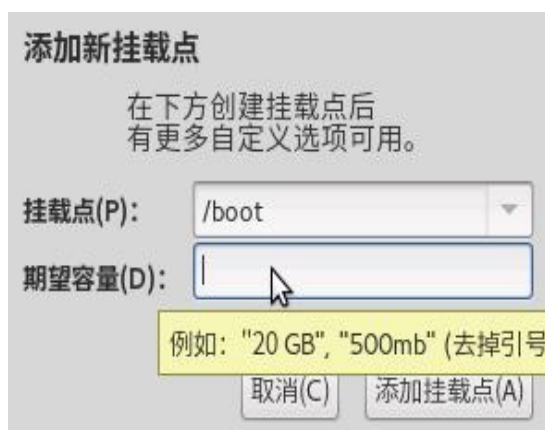 添加新挂载点
在下方创建挂载点后
有更多自定义选项可用。
挂载点(P): /boot
期望容量(D):
例如: "20 GB", "500mb" (去掉引号
取消(C) 添加挂载点(A)